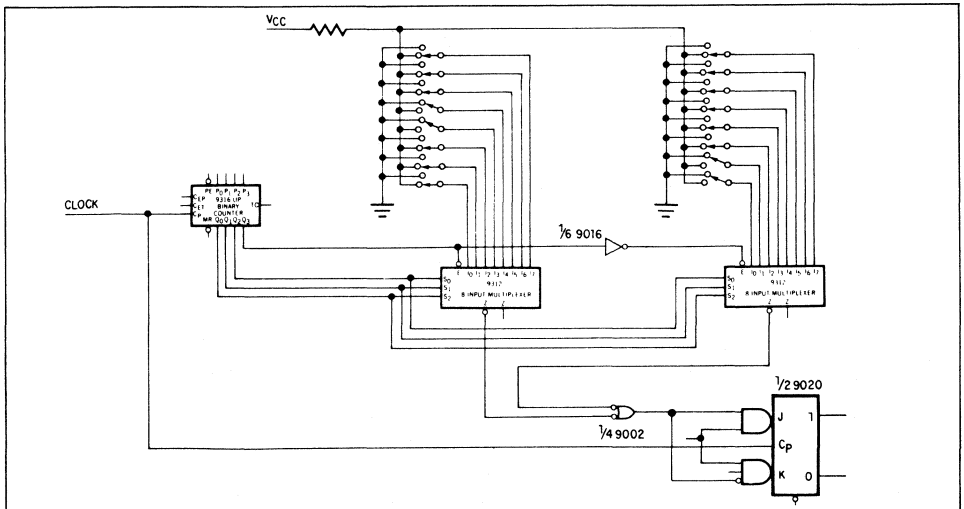 VCC
PE P0 P1 P2 P3
CEP 9316 UP
CET BINARY TC
CLOCK
CP COUNTER
MR Q0 Q1 Q2 Q3
1/6 9016
E I0 I1 I2 I3 I4 I5 I6 I7
S0 9312
S1 8 INPUT MULTIPLEXER
S2 Z Z
E I0 I1 I2 I3 I4 I5 I6 I7
S0 9312
S1 8 INPUT MULTIPLEXER
S2 Z Z
1/2 9020
1/4 9002
J 1
CP
K 0